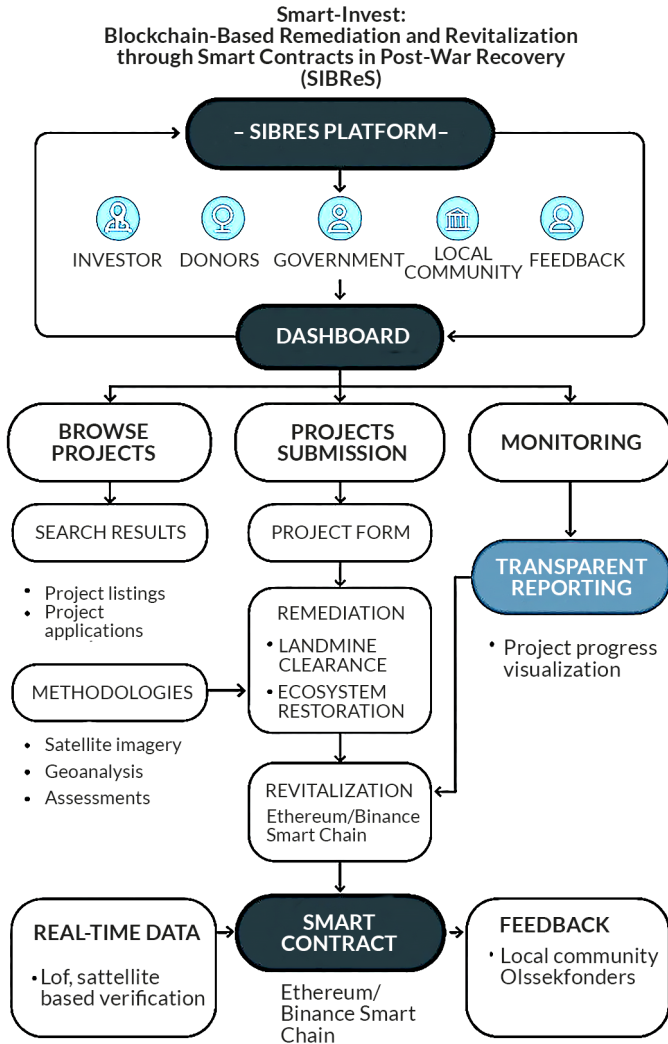 Smart-Invest:
Blockchain-Based Remediation and Revitalization
through Smart Contracts in Post-War Recovery
(SIBReS)
– SIBRES PLATFORM–
INVESTOR
DONORS
GOVERNMENT
LOCAL
COMMUNITY
FEEDBACK
DASHBOARD
BROWSE
PROJECTS
PROJECTS
SUBMISSION
MONITORING
SEARCH RESULTS
PROJECT FORM
TRANSPARENT
REPORTING
• Project listings
• Project
applications
REMEDIATION
• LANDMINE
CLEARANCE
• ECOSYSTEM
RESTORATION
• Project progress
visualization
METHODOLOGIES
• Satellite imagery
• Geoanalysis
• Assessments
REVITALIZATION
Ethereum/Binance
Smart Chain
REAL-TIME DATA
• Lof, sattellite
based verification
SMART
CONTRACT
Ethereum/
Binance Smart
Chain
FEEDBACK
• Local community
Olssekfonders